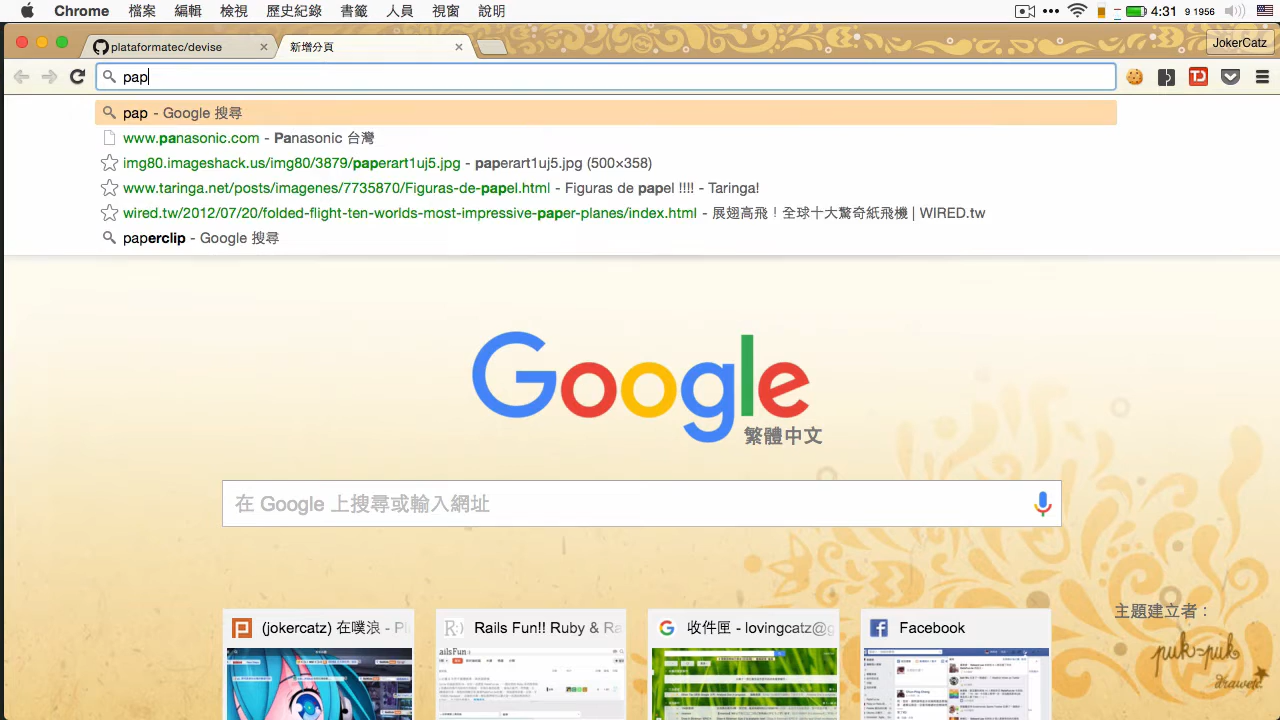 Chrome 檔案 編輯 檢視 歷史紀錄 書籤 人員 視窗 說明 4:31 9 1956
plataformatec/devise 新增分頁 JokerCatz
pap
pap - Google 搜尋
www.panasonic.com - Panasonic 台灣
img80.imageshack.us/img80/3879/paperart1uj5.jpg - paperart1uj5.jpg (500×358)
www.taringa.net/posts/imagenes/7735870/Figuras-de-papel.html - Figuras de papel !!!! - Taringa!
wired.tw/2012/07/20/folded-flight-ten-worlds-most-impressive-paper-planes/index.html - 展翅高飛！全球十大驚奇紙飛機 | WIRED.tw
paperclip - Google 搜尋
Google
繁體中文
在 Google 上搜尋或輸入網址
主題建立者：
(jokercatz) 在噗浪 - Pl Rails Fun!! Ruby & Ra 收件匣 - lovingcatz@g Facebook
puk-puk